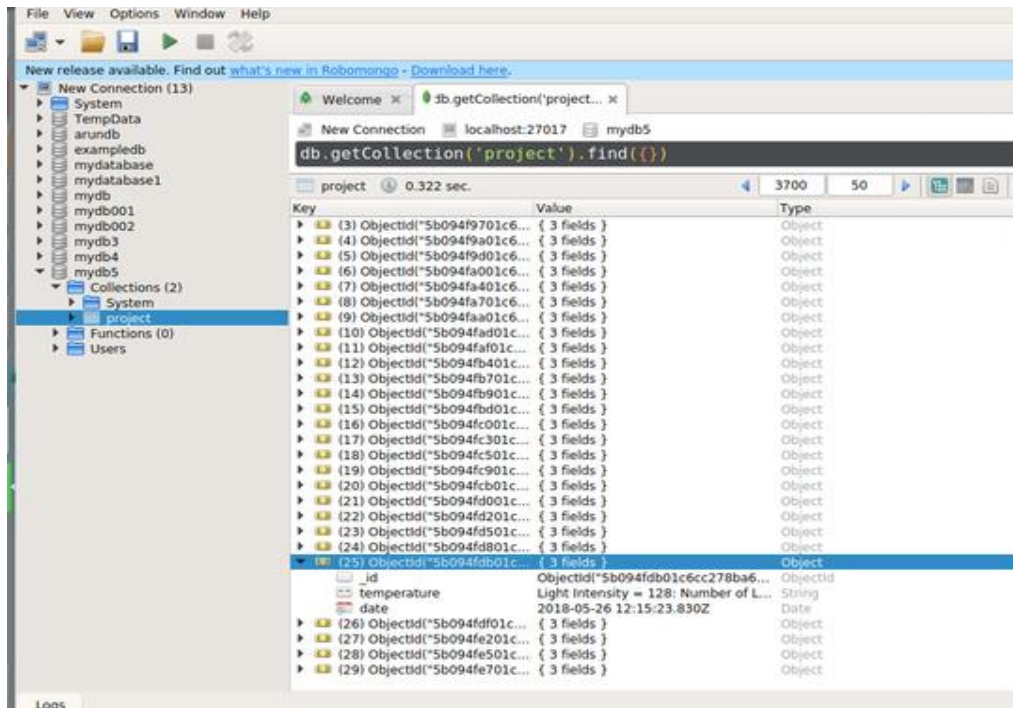 File View Options Window Help
New release available. Find out what's new in Robomongo - Download here.
New Connection (13)
System
TempData
arundb
exampledb
mydatabase
mydatabase1
mydb
mydb001
mydb002
mydb3
mydb4
mydb5
Collections (2)
System
project
Functions (0)
Users
Welcome db.getCollection('project...
New Connection localhost:27017 mydb5
db.getCollection('project').find({})
project 0.322 sec. 3700 50
Key Value Type
(3) ObjectId("5b094f9701c6... { 3 fields } Object
(4) ObjectId("5b094f9a01c6... { 3 fields } Object
(5) ObjectId("5b094f9d01c6... { 3 fields } Object
(6) ObjectId("5b094fa001c6... { 3 fields } Object
(7) ObjectId("5b094fa401c6... { 3 fields } Object
(8) ObjectId("5b094fa701c6... { 3 fields } Object
(9) ObjectId("5b094faa01c6... { 3 fields } Object
(10) ObjectId("5b094fad01c... { 3 fields } Object
(11) ObjectId("5b094faf01c... { 3 fields } Object
(12) ObjectId("5b094fb401c... { 3 fields } Object
(13) ObjectId("5b094fb701c... { 3 fields } Object
(14) ObjectId("5b094fb901c... { 3 fields } Object
(15) ObjectId("5b094fbd01c... { 3 fields } Object
(16) ObjectId("5b094fc001c... { 3 fields } Object
(17) ObjectId("5b094fc301c... { 3 fields } Object
(18) ObjectId("5b094fc501c... { 3 fields } Object
(19) ObjectId("5b094fc901c... { 3 fields } Object
(20) ObjectId("5b094fcb01c... { 3 fields } Object
(21) ObjectId("5b094fd001c... { 3 fields } Object
(22) ObjectId("5b094fd201c... { 3 fields } Object
(23) ObjectId("5b094fd501c... { 3 fields } Object
(24) ObjectId("5b094fd801c... { 3 fields } Object
(25) ObjectId("5b094fdb01c... { 3 fields } Object
_id ObjectId("5b094fdb01c6cc278ba6... ObjectId
temperature Light Intensity = 128: Number of L... String
date 2018-05-26 12:15:23.830Z Date
(26) ObjectId("5b094fdf01c... { 3 fields } Object
(27) ObjectId("5b094fe201c... { 3 fields } Object
(28) ObjectId("5b094fe501c... { 3 fields } Object
(29) ObjectId("5b094fe701c... { 3 fields } Object
Logs